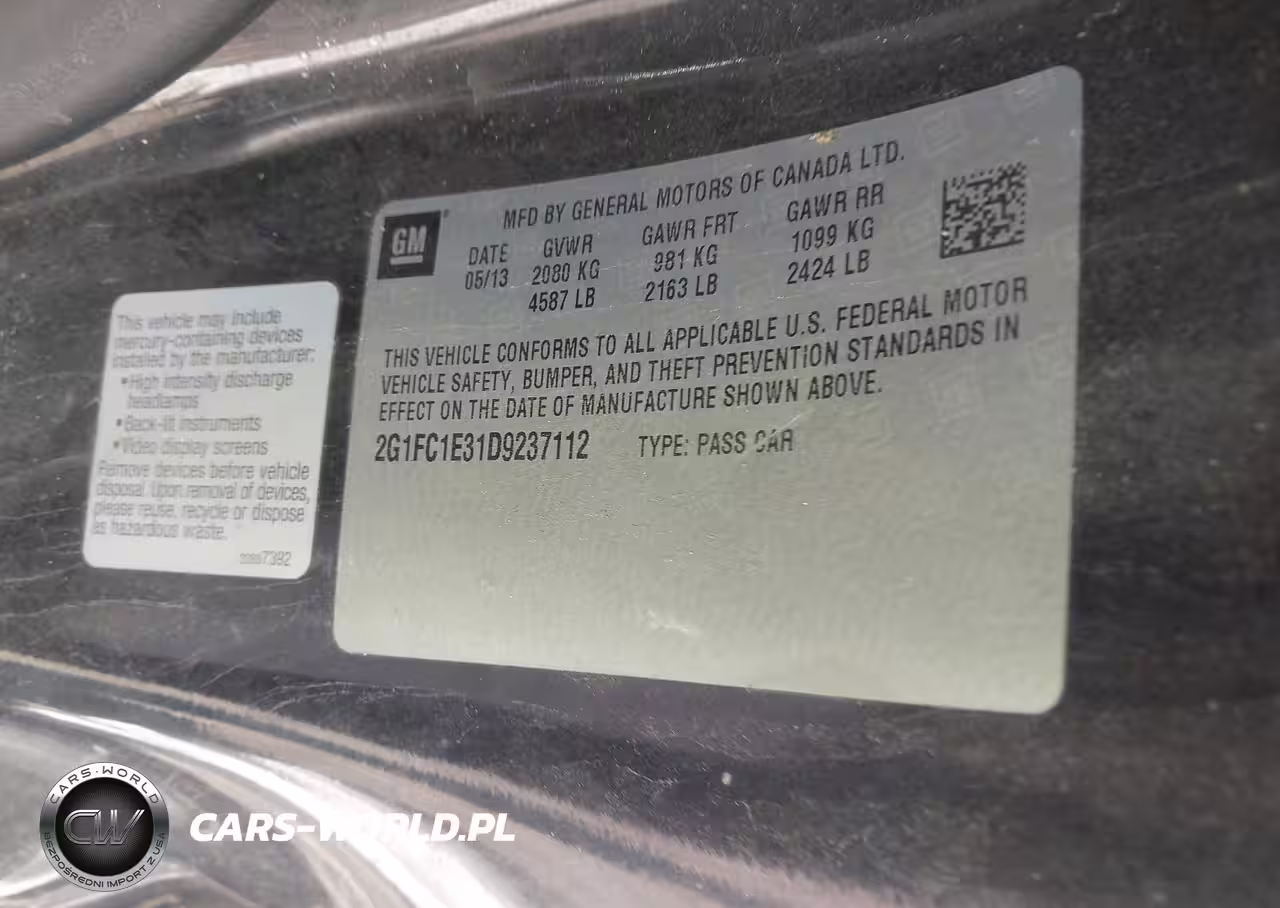 GM
MFD BY GENERAL MOTORS OF CANADA LTD.
DATE GVWR GAWR FRT GAWR RR
05/13 2080 KG 981 KG 1099 KG
4587 LB 2163 LB 2424 LB
THIS VEHICLE CONFORMS TO ALL APPLICABLE U.S. FEDERAL MOTOR
VEHICLE SAFETY, BUMPER, AND THEFT PREVENTION STANDARDS IN
EFFECT ON THE DATE OF MANUFACTURE SHOWN ABOVE.
2G1FC1E31D9237112 TYPE: PASS CAR
This vehicle may include
mercury-containing devices
installed by the manufacturer:
• High intensity discharge
headlamps
• Back-lit instruments
• Video display screens
Remove devices before vehicle
disposal. Upon removal of devices,
please reuse, recycle or dispose
as hazardous waste.
CARS-WORLD
CW
BEZPOŚREDNI IMPORT Z USA
CARS-WORLD.PL